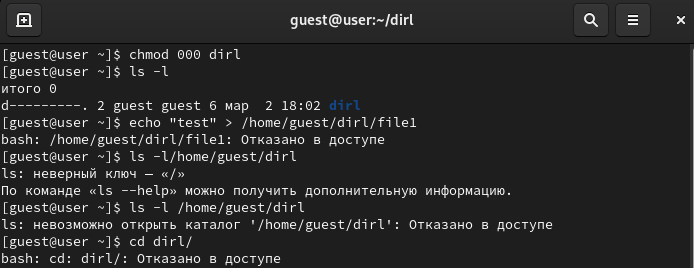 guest@user:~/dirl
[guest@user ~]$ chmod 000 dirl
[guest@user ~]$ ls -l
итого 0
d---------. 2 guest guest 6 мар  2 18:02 dirl
[guest@user ~]$ echo "test" > /home/guest/dirl/file1
bash: /home/guest/dirl/file1: Отказано в доступе
[guest@user ~]$ ls -l/home/guest/dirl
ls: неверный ключ — «/»
По команде «ls --help» можно получить дополнительную информацию.
[guest@user ~]$ ls -l /home/guest/dirl
ls: невозможно открыть каталог '/home/guest/dirl': Отказано в доступе
[guest@user ~]$ cd dirl/
bash: cd: dirl/: Отказано в доступе